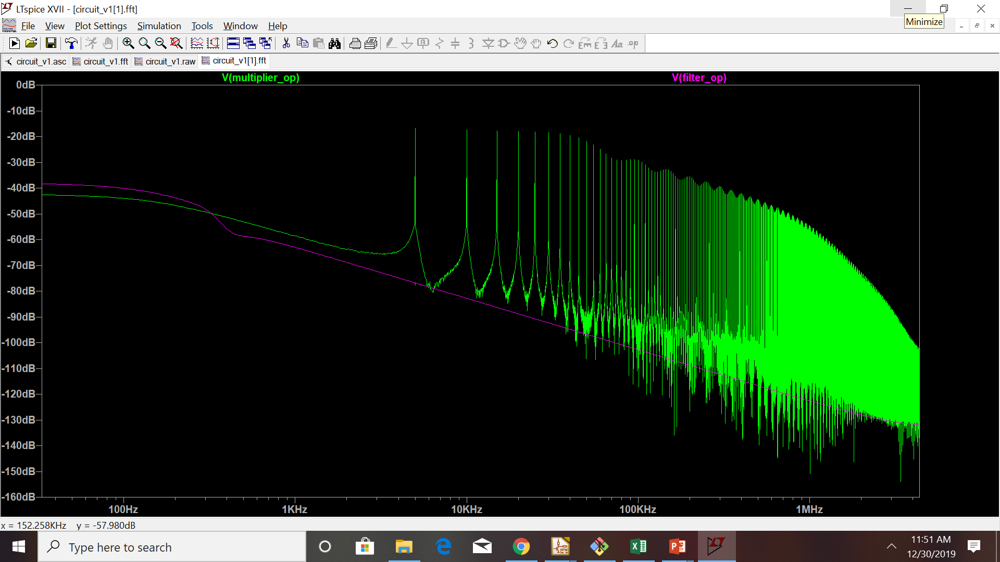 LTspice XVII - [circuit_v1[1].fft]
Minimize
File View Plot Settings Simulation Tools Window Help
circuit_v1.asc circuit_v1.fft circuit_v1.raw circuit_v1[1].fft
V(multiplier_op) V(filter_op)
0dB
-10dB
-20dB
-30dB
-40dB
-50dB
-60dB
-70dB
-80dB
-90dB
-100dB
-110dB
-120dB
-130dB
-140dB
-150dB
-160dB
100Hz 1KHz 10KHz 100KHz 1MHz
x = 152.258KHz y = -57.980dB
Type here to search
11:51 AM
12/30/2019